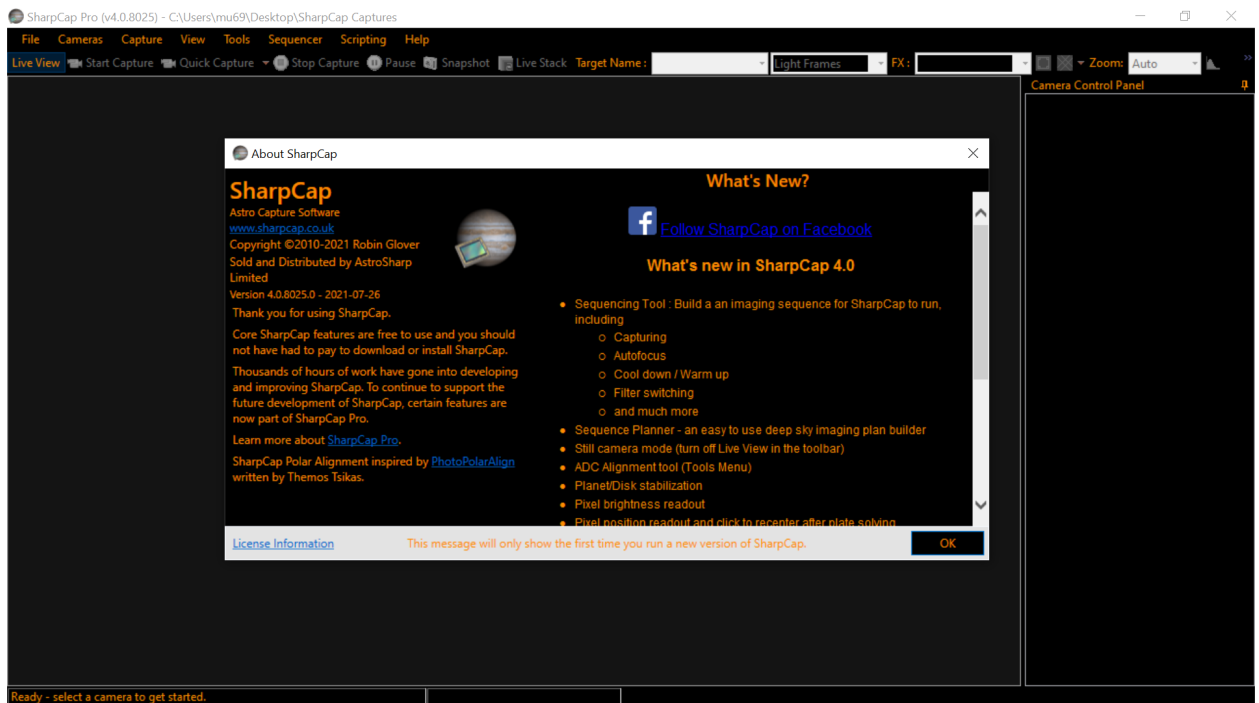 SharpCap Pro (v4.0.8025) - C:\Users\mu69\Desktop\SharpCap Captures
File Cameras Capture View Tools Sequencer Scripting Help
Live View Start Capture Quick Capture Stop Capture Pause Snapshot Live Stack Target Name : Light Frames FX : Zoom: Auto
Camera Control Panel
About SharpCap
SharpCap
Astro Capture Software
www.sharpcap.co.uk
Copyright ©2010-2021 Robin Glover
Sold and Distributed by AstroSharp
Limited
Version 4.0.8025.0 - 2021-07-26
Thank you for using SharpCap.
Core SharpCap features are free to use and you should
not have had to pay to download or install SharpCap.
Thousands of hours of work have gone into developing
and improving SharpCap. To continue to support the
future development of SharpCap, certain features are
now part of SharpCap Pro.
Learn more about SharpCap Pro.
SharpCap Polar Alignment inspired by PhotoPolarAlign
written by Themos Tsikas.
What's New?
Follow SharpCap on Facebook
What's new in SharpCap 4.0
Sequencing Tool : Build a an imaging sequence for SharpCap to run,
including
Capturing
Autofocus
Cool down / Warm up
Filter switching
and much more
Sequence Planner - an easy to use deep sky imaging plan builder
Still camera mode (turn off Live View in the toolbar)
ADC Alignment tool (Tools Menu)
Planet/Disk stabilization
Pixel brightness readout
Pixel position readout and click to recenter after plate solving
License Information
This message will only show the first time you run a new version of SharpCap.
OK
Ready - select a camera to get started.